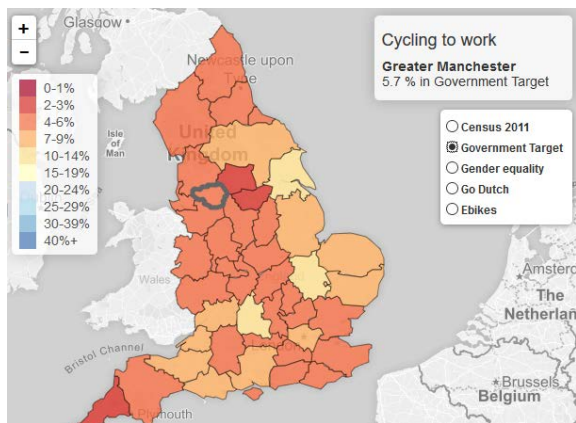 Glasgow
+
−
0-1%
2-3%
4-6%
7-9%
10-14%
15-19%
20-24%
25-29%
30-39%
40%+
Newcastle upon
Tyne
Isle
of
Man
United
Kingdom
Wales
London
Bristol Channel
Plymouth
Cycling to work
Greater Manchester
5.7 % in Government Target
Census 2011
Government Target
Gender equality
Go Dutch
Ebikes
Amsterd
The
Netherlan
Brussels
Belgium